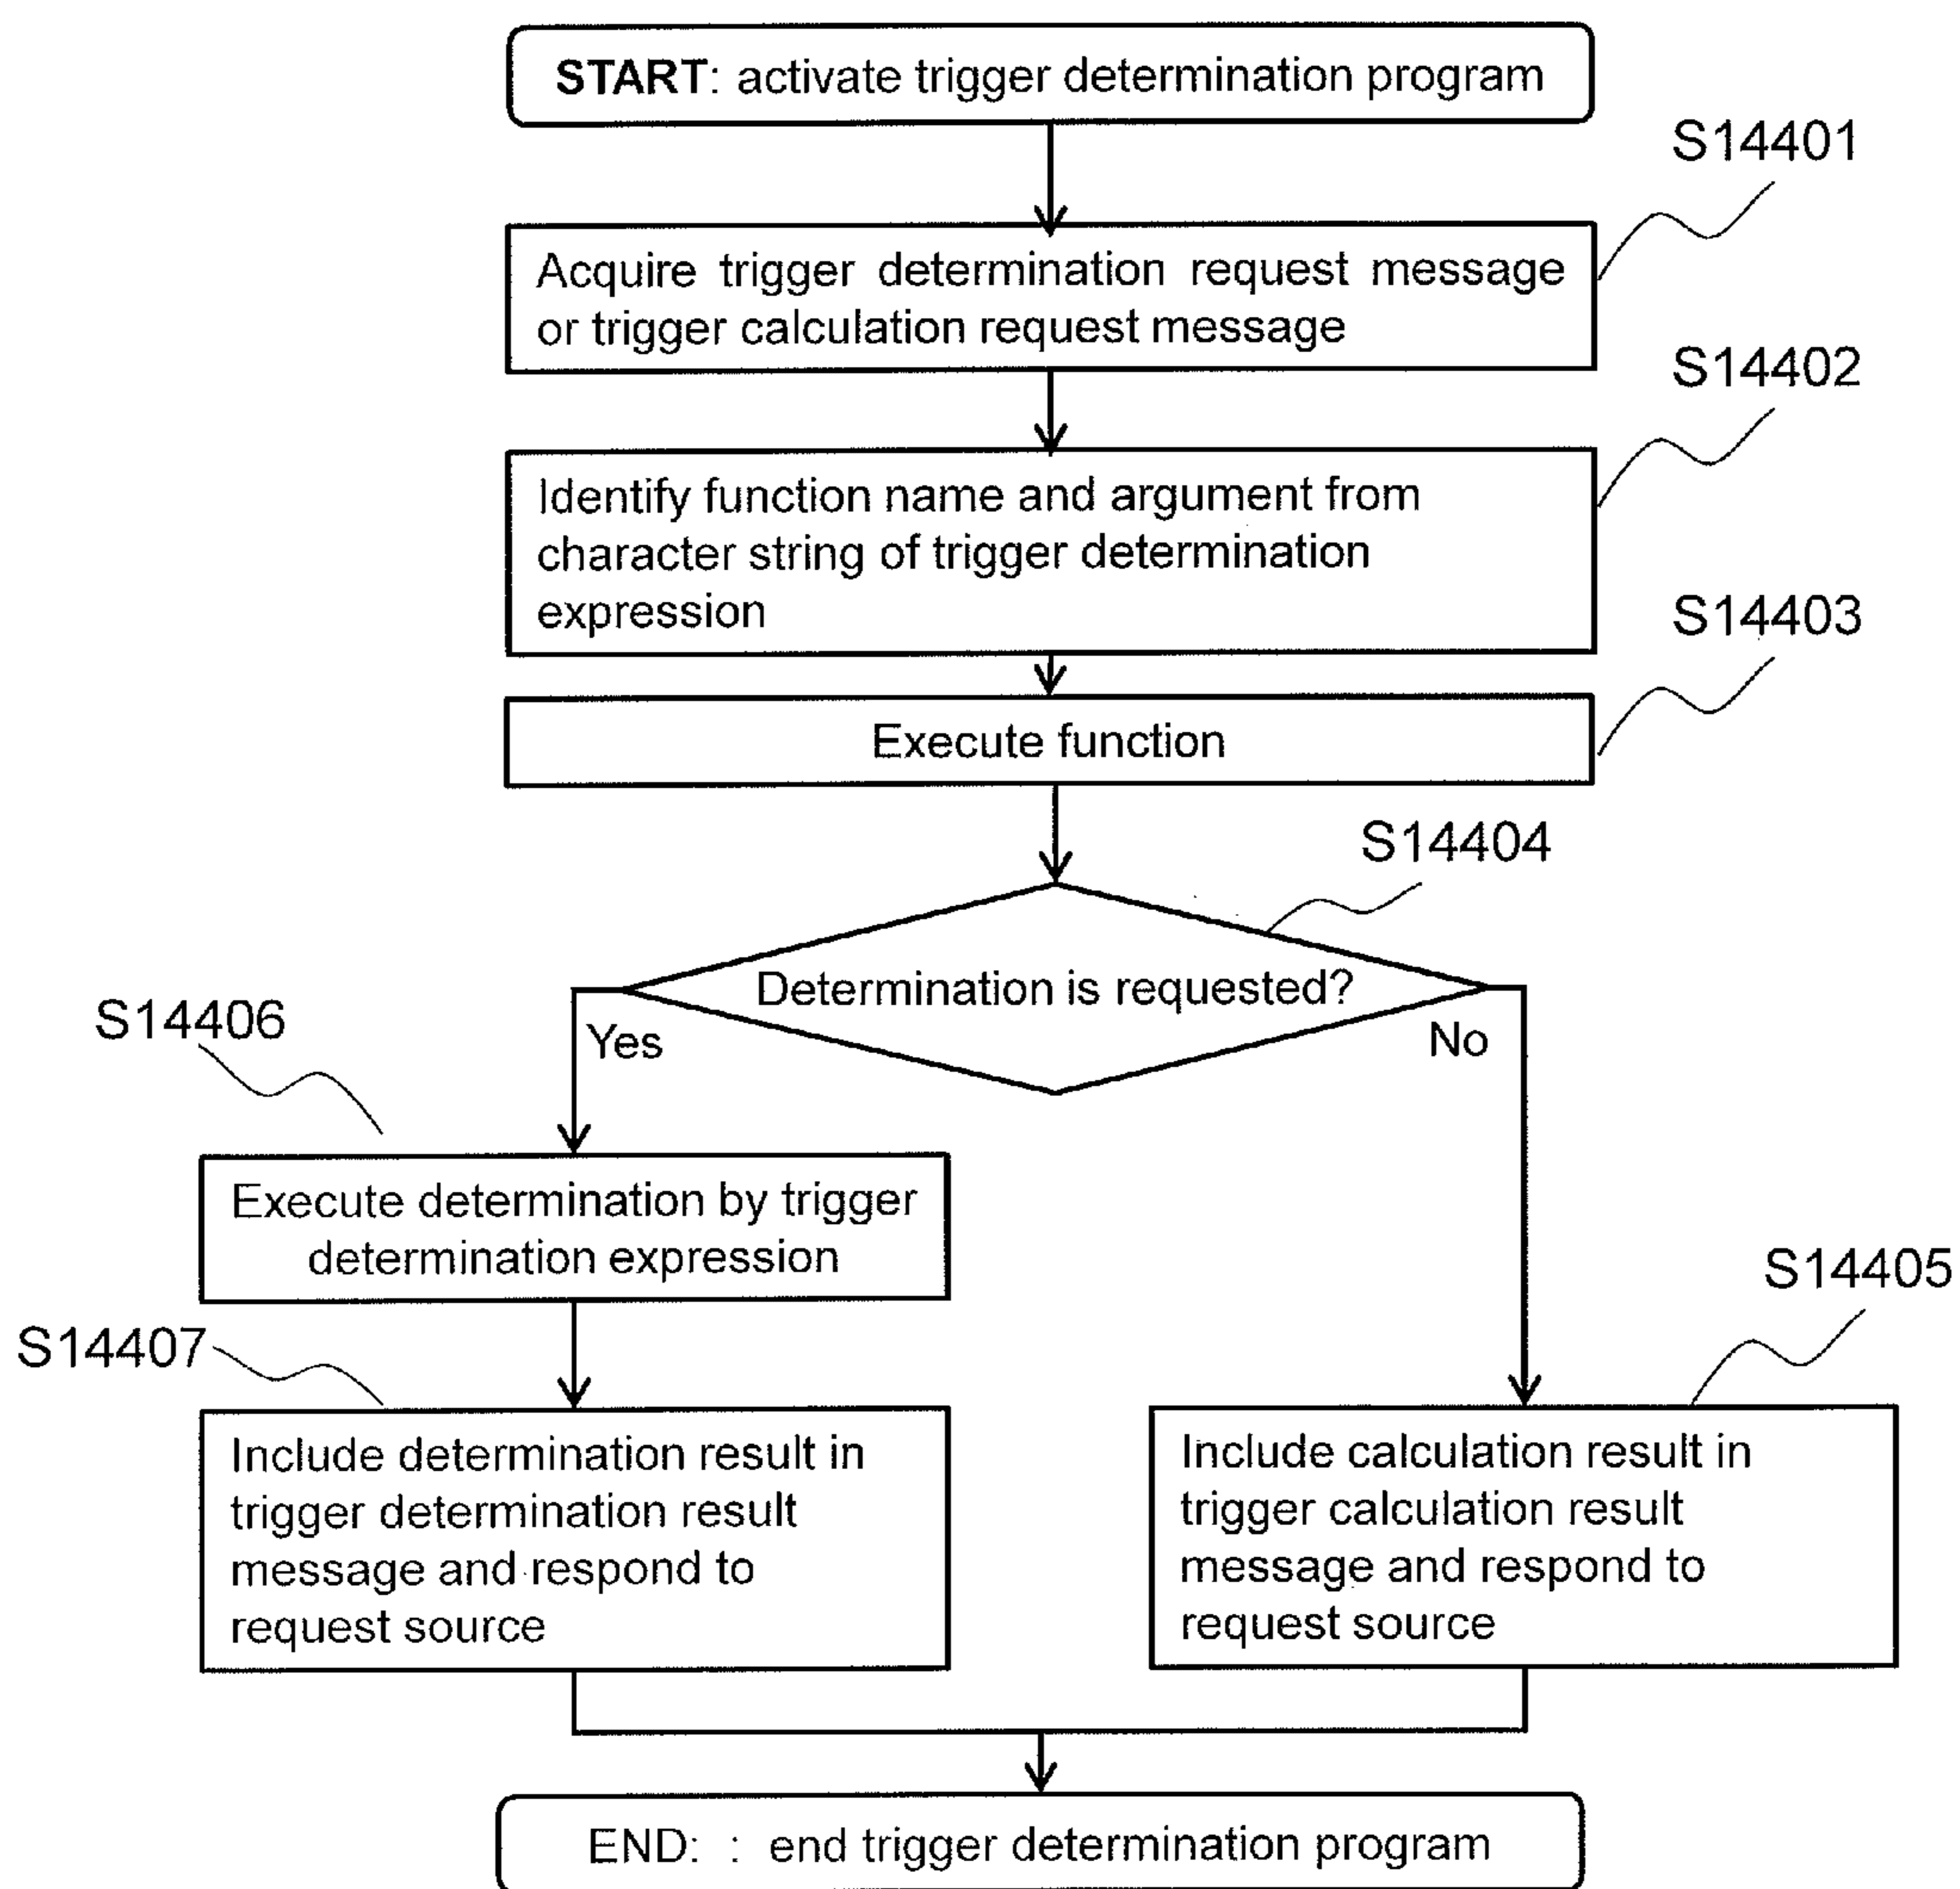 START: activate trigger determination program
S14401
Acquire trigger determination request message
or trigger calculation request message
S14402
Identify function name and argument from
character string of trigger determination
expression
S14403
Execute function
S14404
Determination is requested?
Yes
No
S14406
Execute determination by trigger
determination expression
S14405
S14407
Include determination result in
trigger determination result
message and respond to
request source
Include calculation result in
trigger calculation result
message and respond to
request source
END: : end trigger determination program